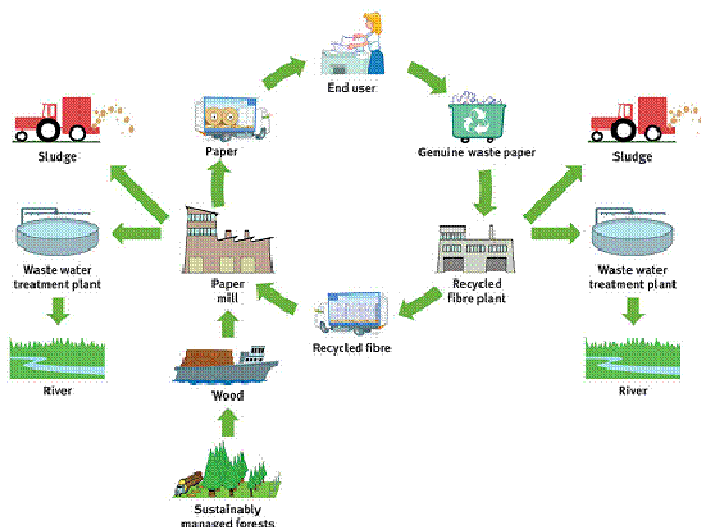 End user
Sludge
Paper
Genuine waste paper
Sludge
Waste water
treatment plant
Paper
mill
Recycled
fibre plant
Waste water
treatment plant
Recycled fibre
River
Wood
River
Sustainably
managed forests